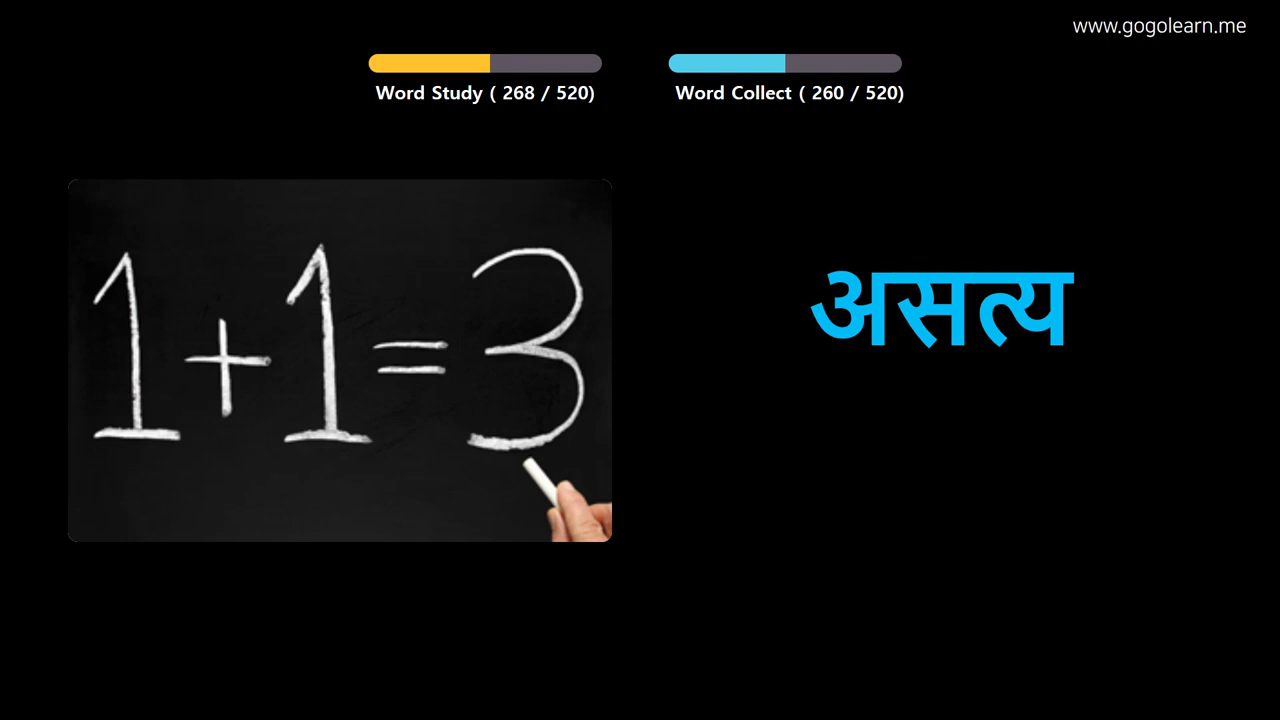 www.gogolearn.me
Word Study ( 268 / 520)
Word Collect ( 260 / 520)
1+1=3
असत्य